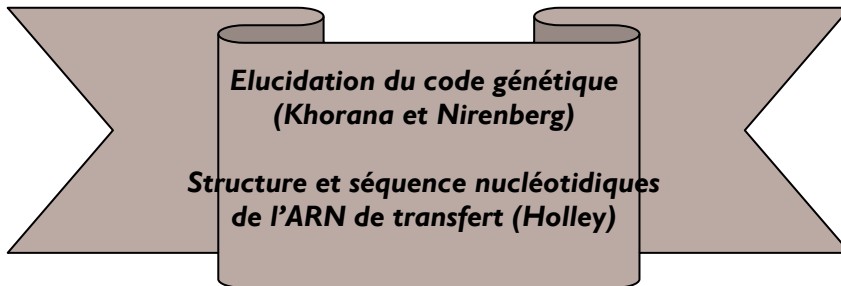 Elucidation du code génétique
(Khorana et Nirenberg)
Structure et séquence nucléotidiques
de l'ARN de transfert (Holley)